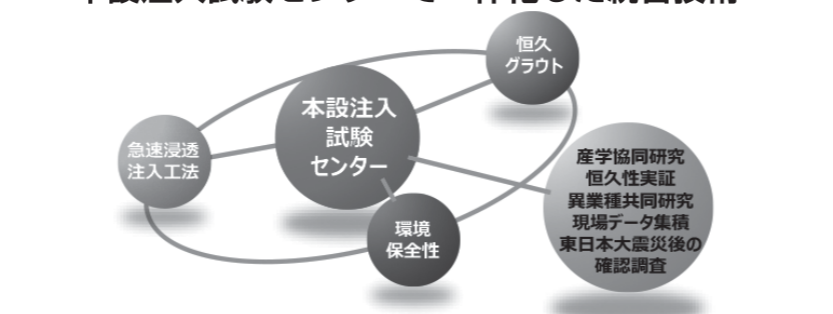 恒久
グラウト
本設注入
試験
センター
急速浸透
注入工法
産学協同研究
恒久性実証
異業種共同研究
現場データ集積
東日本大震災後の
確認調査
環境
保全性